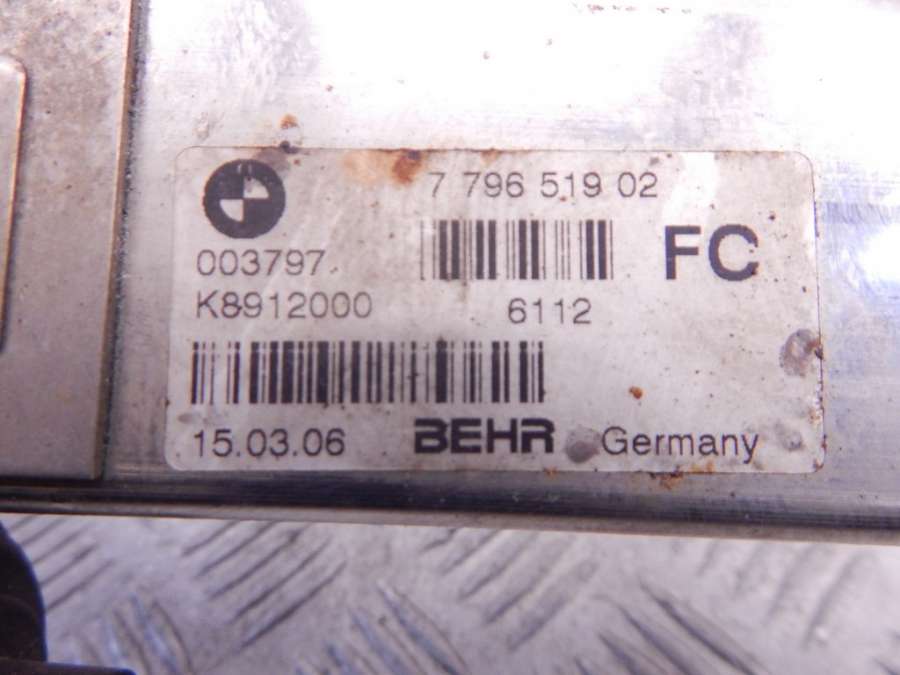 7 796 519 02
003797
FC
K8912000
6112
15.03.06 BEHR Germany